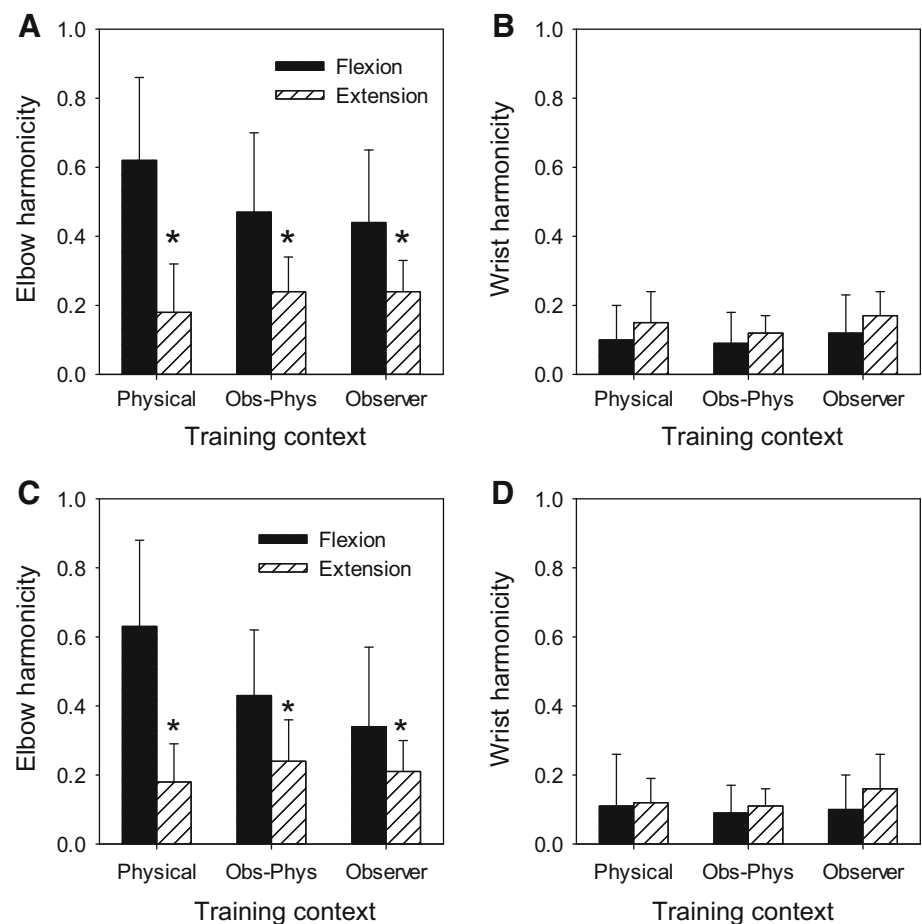 A
Elbow harmonicity
1.0
0.8
0.6
0.4
0.2
0.0
Flexion
Extension
*
*
*
Physical
Obs-Phys
Observer
Training context
B
Wrist harmonicity
1.0
0.8
0.6
0.4
0.2
0.0
Physical
Obs-Phys
Observer
Training context
C
Elbow harmonicity
1.0
0.8
0.6
0.4
0.2
0.0
Flexion
Extension
*
*
*
Physical
Obs-Phys
Observer
Training context
D
Wrist harmonicity
1.0
0.8
0.6
0.4
0.2
0.0
Physical
Obs-Phys
Observer
Training context